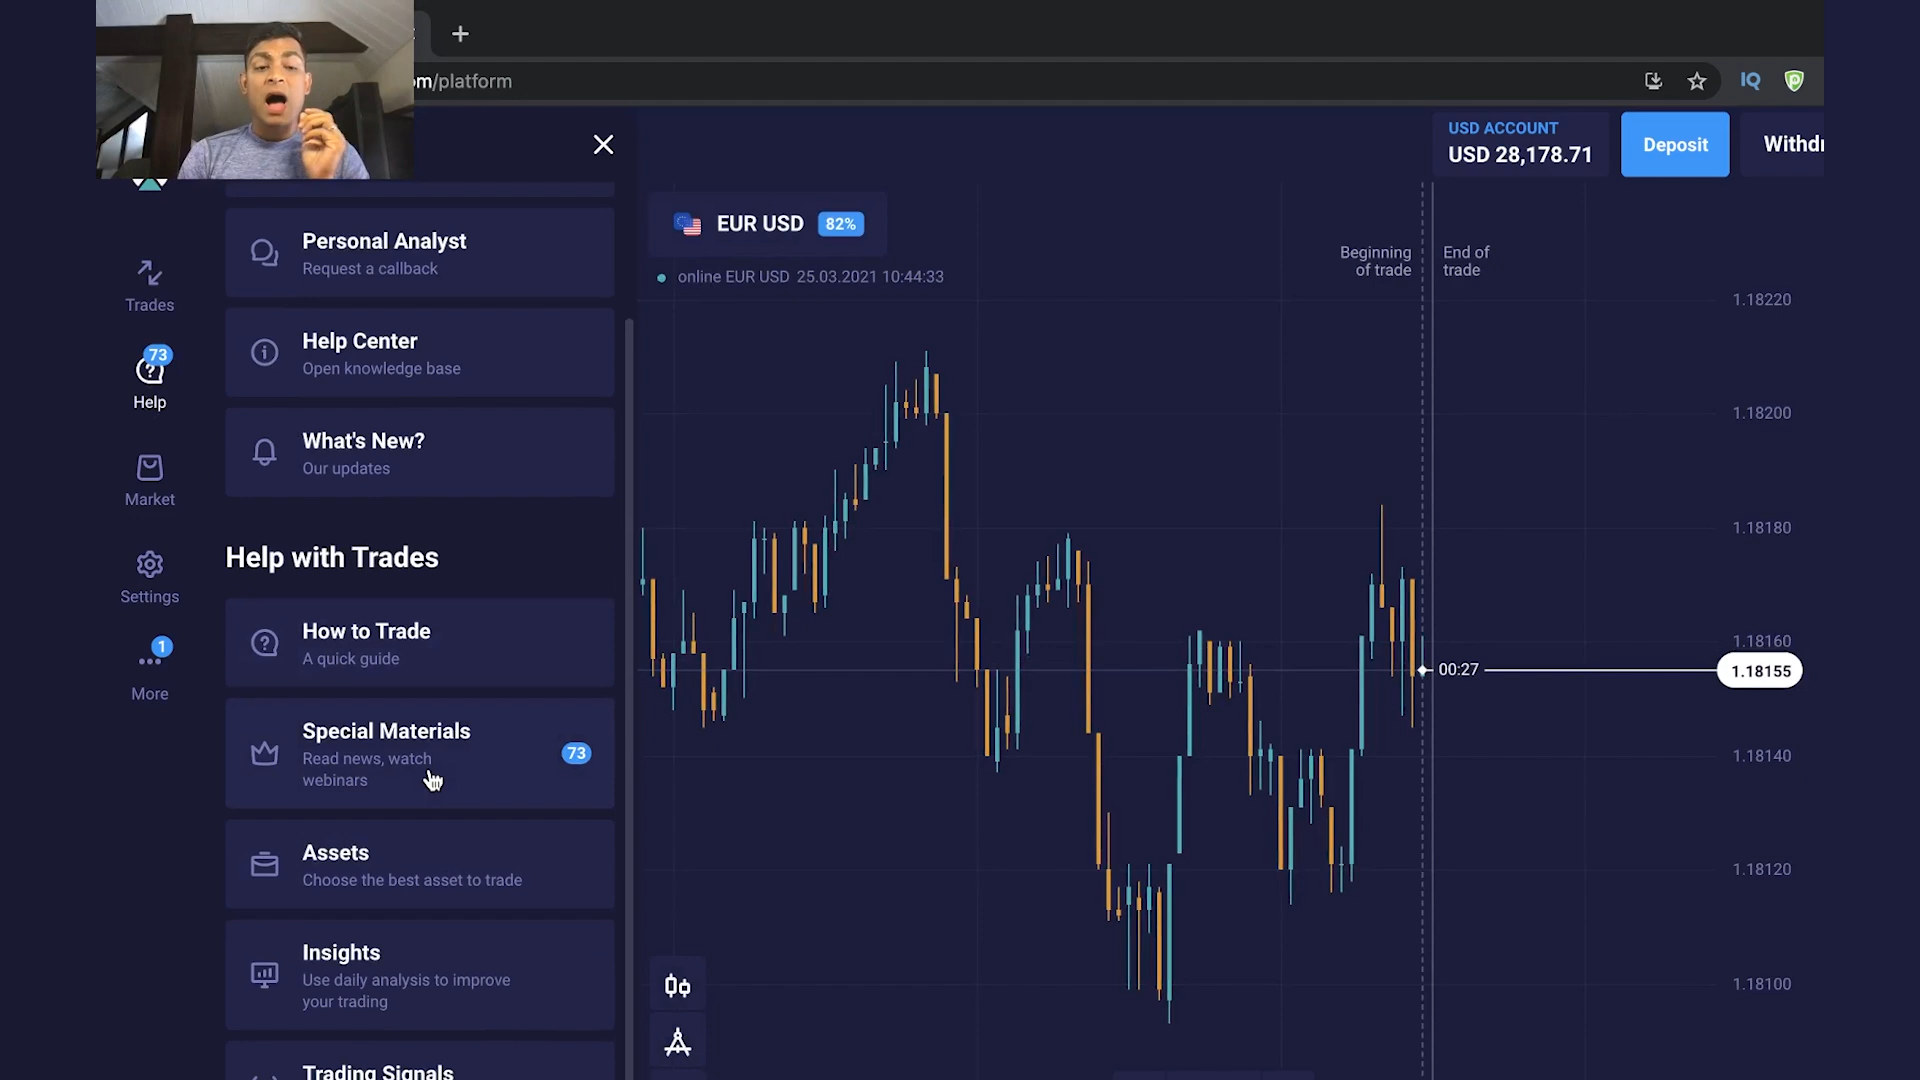 om/platform
IQ
USD ACCOUNT
USD 28,178.71
Deposit
Withdr
EUR USD 82%
online EUR USD 25.03.2021 10:44:33
Beginning
of trade
End of
trade
Trades
73
Help
Market
Settings
1
More
Personal Analyst
Request a callback
Help Center
Open knowledge base
What's New?
Our updates
Help with Trades
How to Trade
A quick guide
Special Materials
Read news, watch
webinars
73
Assets
Choose the best asset to trade
Insights
Use daily analysis to improve
your trading
Trading Signals
1.18220
1.18200
1.18180
1.18160
00:27
1.18155
1.18140
1.18120
1.18100